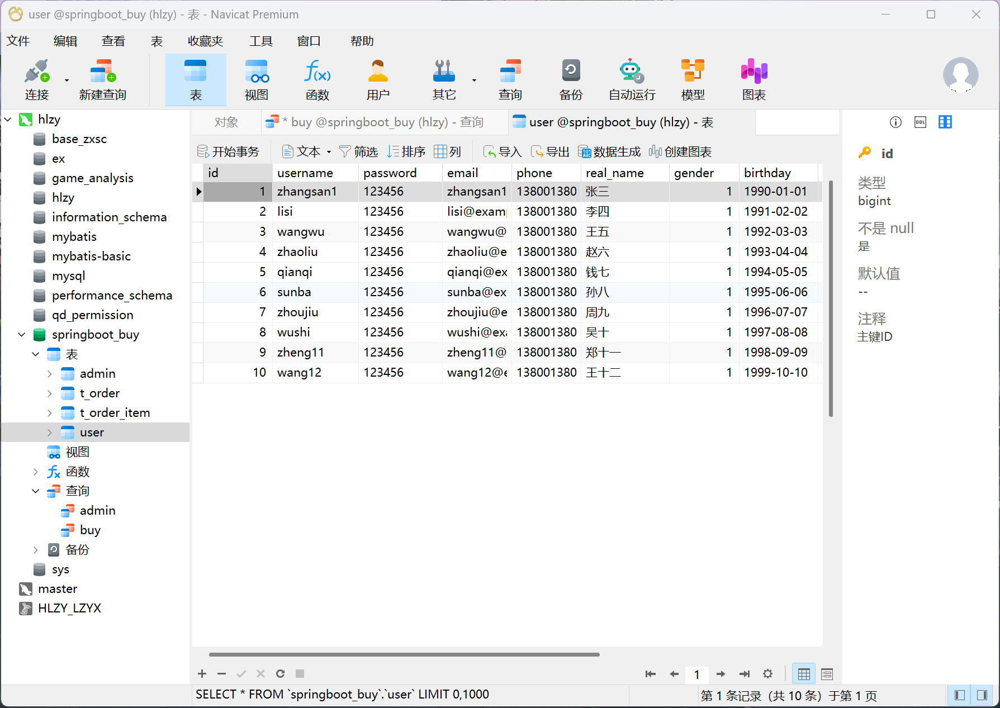 user @springboot_buy (hlzy) - 表 - Navicat Premium
文件 编辑 查看 表 收藏夹 工具 窗口 帮助
连接 新建查询 表 视图 函数 用户 其它 查询 备份 自动运行 模型 图表
hlzy
base_zxsc
ex
game_analysis
hlzy
information_schema
mybatis
mybatis-basic
mysql
performance_schema
qd_permission
springboot_buy
表
admin
t_order
t_order_item
user
视图
函数
查询
admin
buy
备份
sys
master
HLZY_LZYX
对象 * buy @springboot_buy (hlzy) - 查询 user @springboot_buy (hlzy) - 表
开始事务 文本 筛选 排序 列 导入 导出 数据生成 创建图表
id username password email phone real_name gender birthday
1 zhangsan1 123456 zhangsan1 138001380 张三 1 1990-01-01
2 lisi 123456 lisi@exam 138001380 李四 1 1991-02-02
3 wangwu 123456 wangwu@ 138001380 王五 1 1992-03-03
4 zhaoliu 123456 zhaoliu@e 138001380 赵六 1 1993-04-04
5 qianqi 123456 qianqi@ex 138001380 钱七 1 1994-05-05
6 sunba 123456 sunba@ex 138001380 孙八 1 1995-06-06
7 zhoujiu 123456 zhoujiu@e 138001380 周九 1 1996-07-07
8 wushi 123456 wushi@exa 138001380 吴十 1 1997-08-08
9 zheng11 123456 zheng11@ 138001380 郑十一 1 1998-09-09
10 wang12 123456 wang12@e 138001380 王十二 1 1999-10-10
DDL
id
类型
bigint
不是 null
是
默认值
--
注释
主键ID
1
SELECT * FROM `springboot_buy`.`user` LIMIT 0,1000
第 1 条记录（共 10 条）于第 1 页